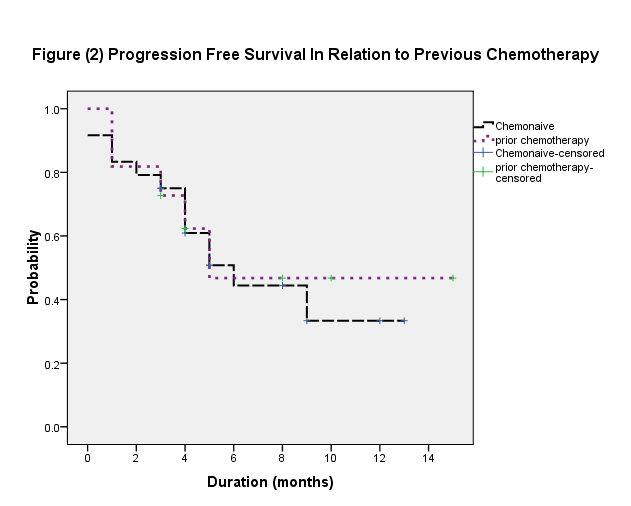 Figure (2) Progression Free Survival In Relation to Previous Chemotherapy
Chemonaive
prior chemotherapy
Chemonaive-censored
prior chemotherapy-
censored
Probability
1.0
0.8
0.6
0.4
0.2
0.0
0 2 4 6 8 10 12 14
Duration (months)